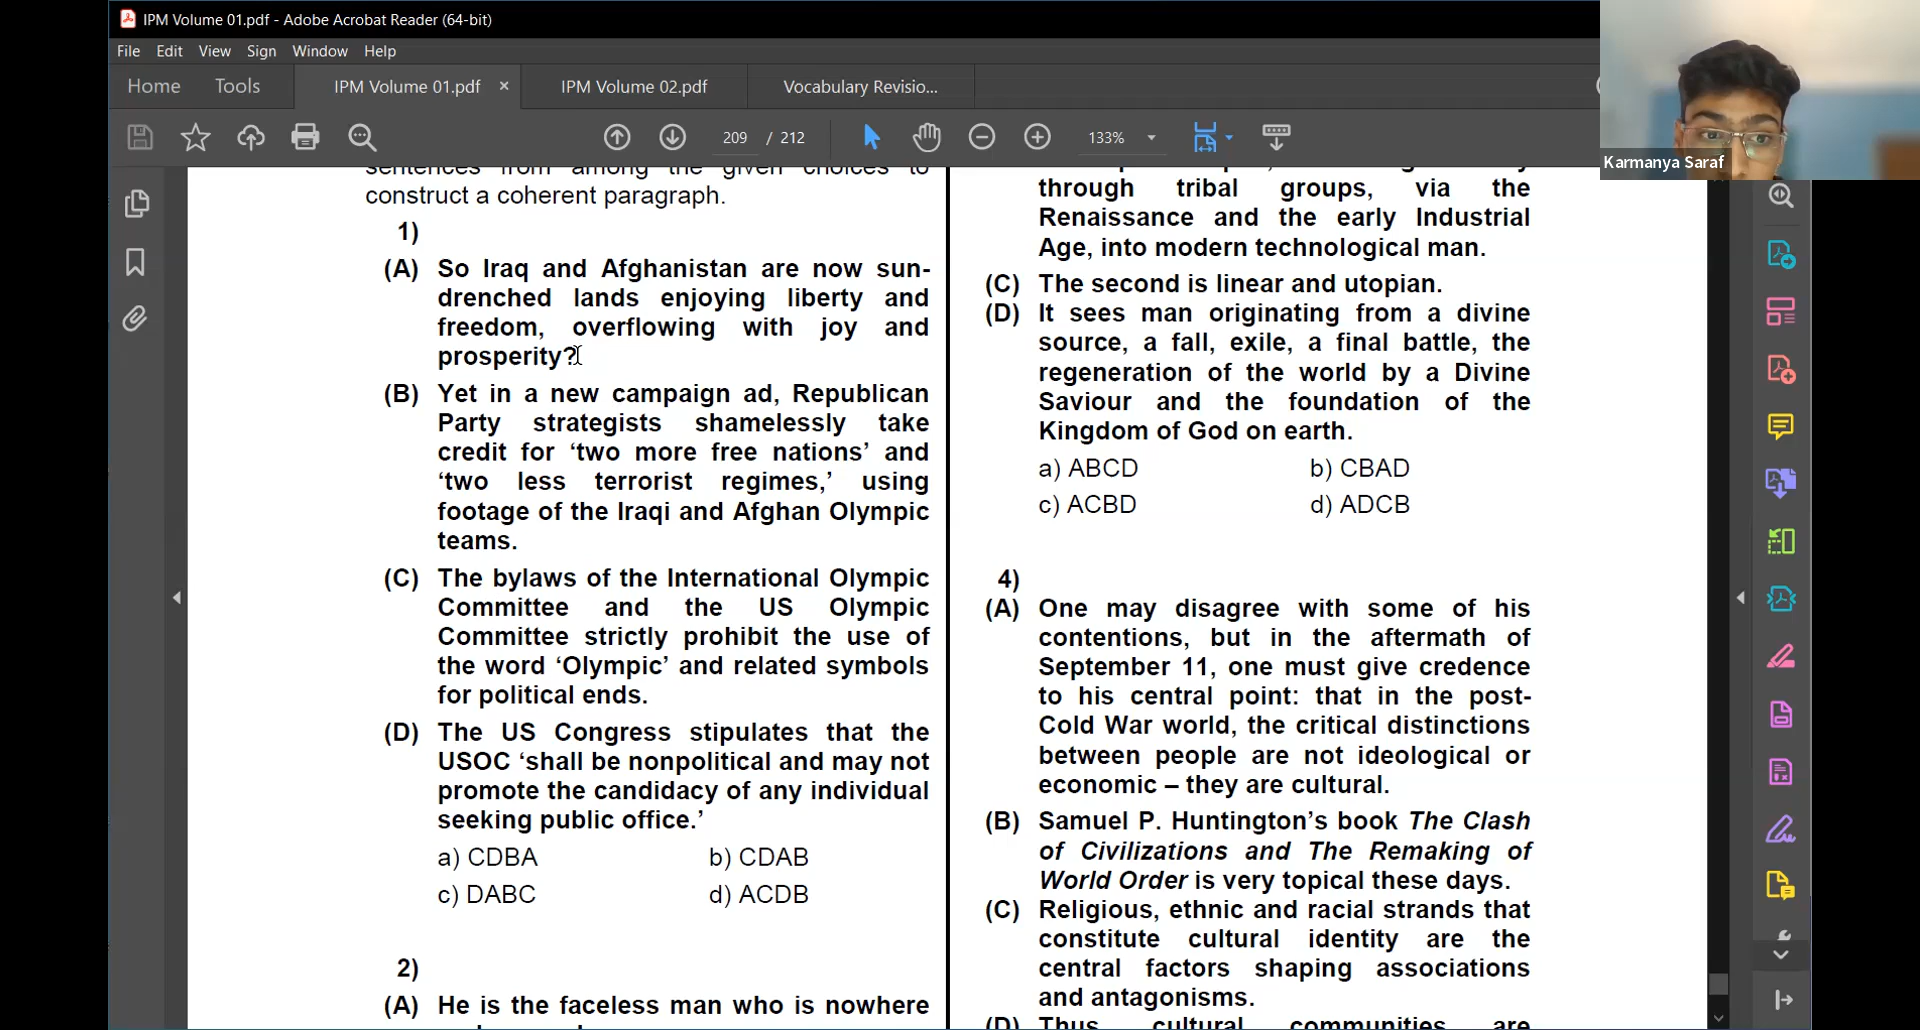 IPM Volume 01.pdf - Adobe Acrobat Reader (64-bit)
File Edit View Sign Window Help
Home Tools IPM Volume 01.pdf × IPM Volume 02.pdf Vocabulary Revisio...
209 / 212 133%
Karmanya Saraf
sentences from among the given choices to
construct a coherent paragraph.
1)
(A) So Iraq and Afghanistan are now sun-
drenched lands enjoying liberty and
freedom, overflowing with joy and
prosperity?
(B) Yet in a new campaign ad, Republican
Party strategists shamelessly take
credit for ‘two more free nations’ and
‘two less terrorist regimes,’ using
footage of the Iraqi and Afghan Olympic
teams.
(C) The bylaws of the International Olympic
Committee and the US Olympic
Committee strictly prohibit the use of
the word ‘Olympic’ and related symbols
for political ends.
(D) The US Congress stipulates that the
USOC ‘shall be nonpolitical and may not
promote the candidacy of any individual
seeking public office.’
a) CDBA b) CDAB
c) DABC d) ACDB
2)
(A) He is the faceless man who is nowhere
through tribal groups, via the
Renaissance and the early Industrial
Age, into modern technological man.
(C) The second is linear and utopian.
(D) It sees man originating from a divine
source, a fall, exile, a final battle, the
regeneration of the world by a Divine
Saviour and the foundation of the
Kingdom of God on earth.
a) ABCD b) CBAD
c) ACBD d) ADCB
4)
(A) One may disagree with some of his
contentions, but in the aftermath of
September 11, one must give credence
to his central point: that in the post-
Cold War world, the critical distinctions
between people are not ideological or
economic – they are cultural.
(B) Samuel P. Huntington’s book The Clash
of Civilizations and The Remaking of
World Order is very topical these days.
(C) Religious, ethnic and racial strands that
constitute cultural identity are the
central factors shaping associations
and antagonisms.
(D) Thus cultural communities are